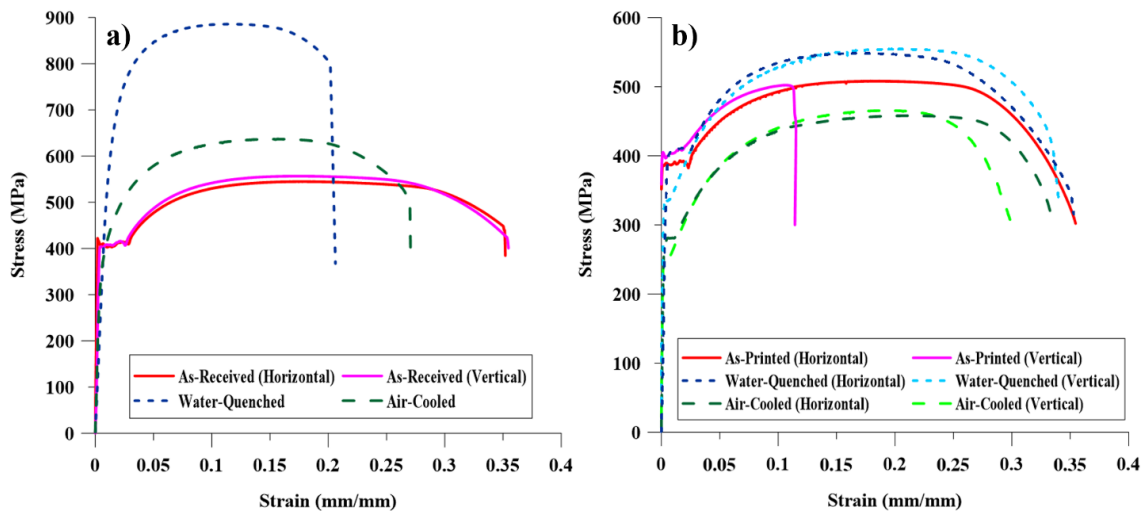 a)
900
800
700
600
500
400
300
200
100
0
Stress (MPa)
0 0.05 0.1 0.15 0.2 0.25 0.3 0.35 0.4
Strain (mm/mm)
As-Received (Horizontal) As-Received (Vertical)
Water-Quenched Air-Cooled
b)
600
500
400
300
200
100
0
Stress (MPa)
0 0.05 0.1 0.15 0.2 0.25 0.3 0.35 0.4
Strain (mm/mm)
As-Printed (Horizontal) As-Printed (Vertical)
Water-Quenched (Horizontal) Water-Quenched (Vertical)
Air-Cooled (Horizontal) Air-Cooled (Vertical)